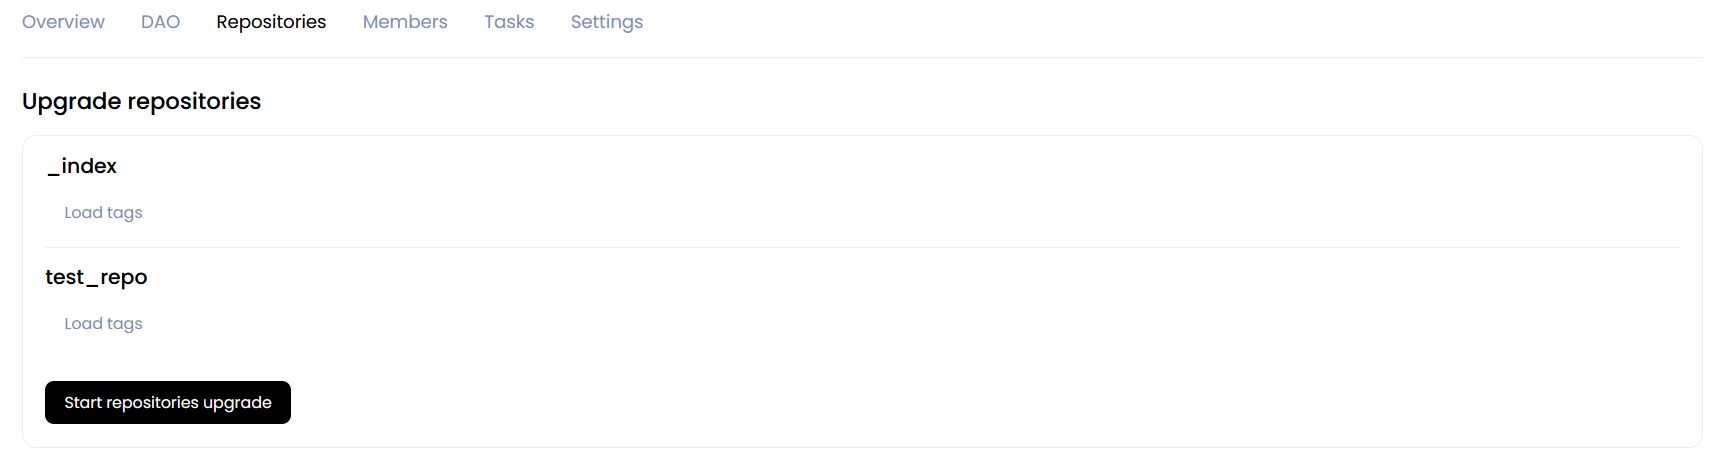 Overview DAO Repositories Members Tasks Settings
Upgrade repositories
_index
Load tags
test_repo
Load tags
Start repositories upgrade